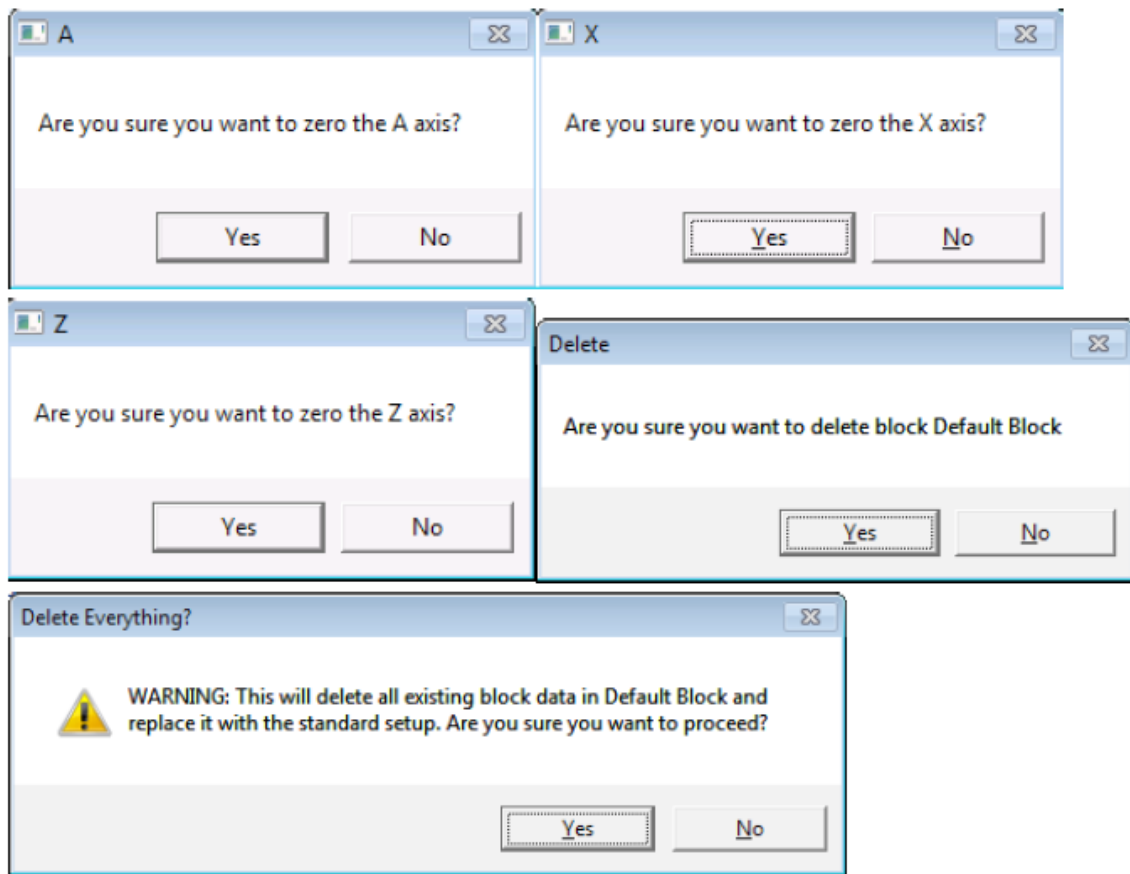 A
Are you sure you want to zero the A axis?
Yes No
X
Are you sure you want to zero the X axis?
Yes No
Z
Are you sure you want to zero the Z axis?
Yes No
Delete
Are you sure you want to delete block Default Block
Yes No
Delete Everything?
WARNING: This will delete all existing block data in Default Block and
replace it with the standard setup. Are you sure you want to proceed?
Yes No